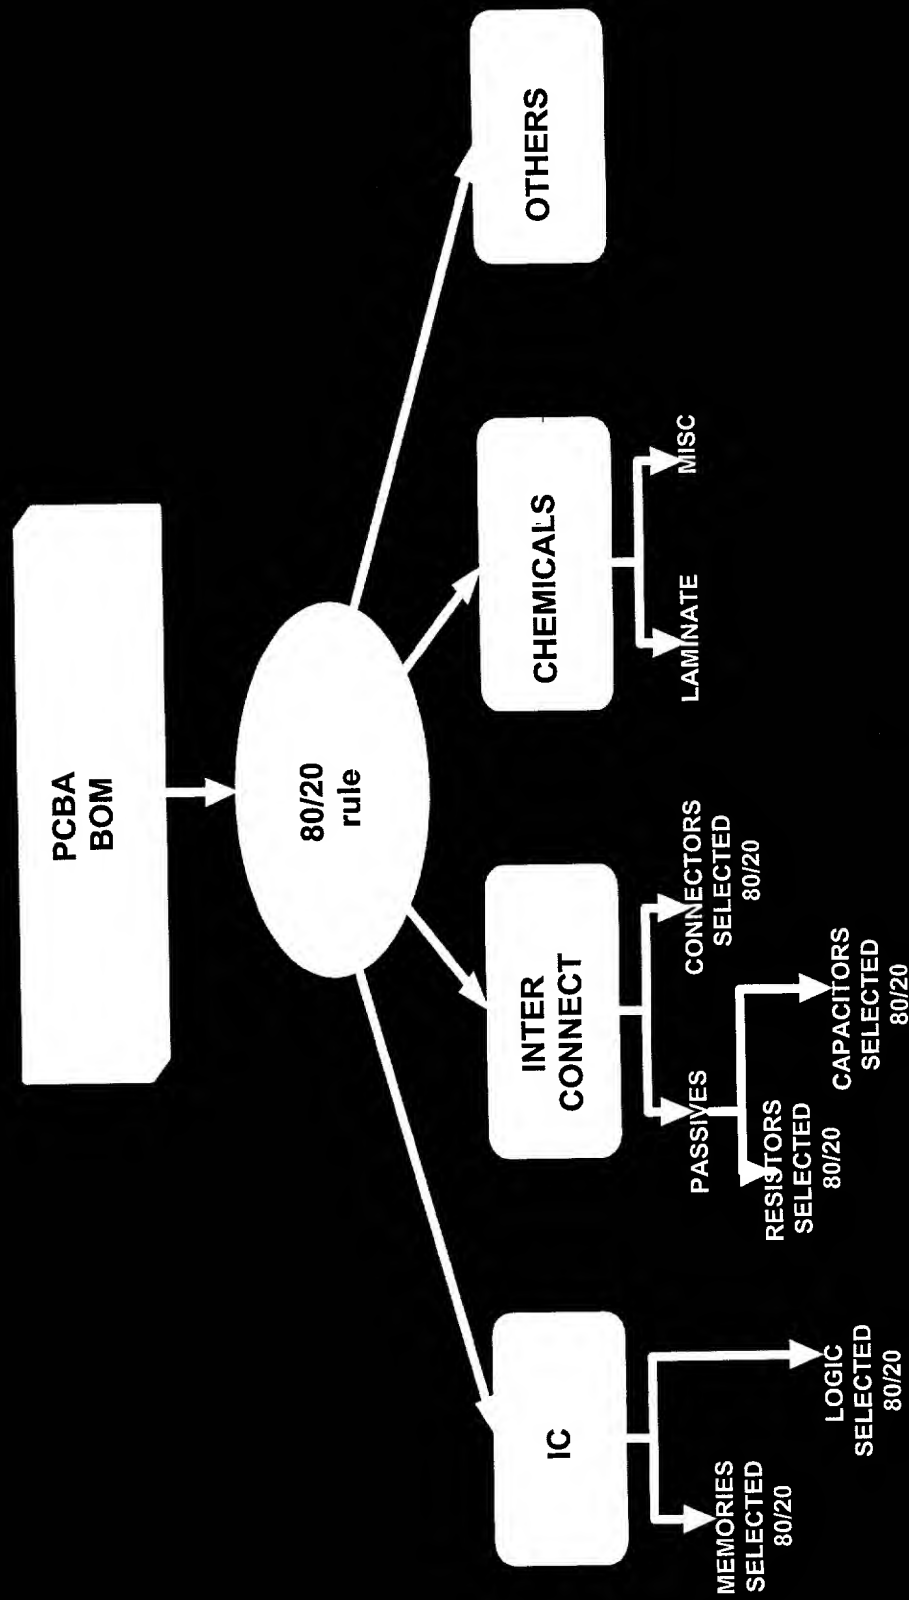 PCBA
BOM
80/20
rule
IC
INTER
CONNECT
CHEMICALS
OTHERS
MEMORIES
SELECTED
80/20
LOGIC
SELECTED
80/20
PASSIVES
CONNECTORS
SELECTED
80/20
RESISTORS
SELECTED
80/20
CAPACITORS
SELECTED
80/20
LAMINATE
MISC